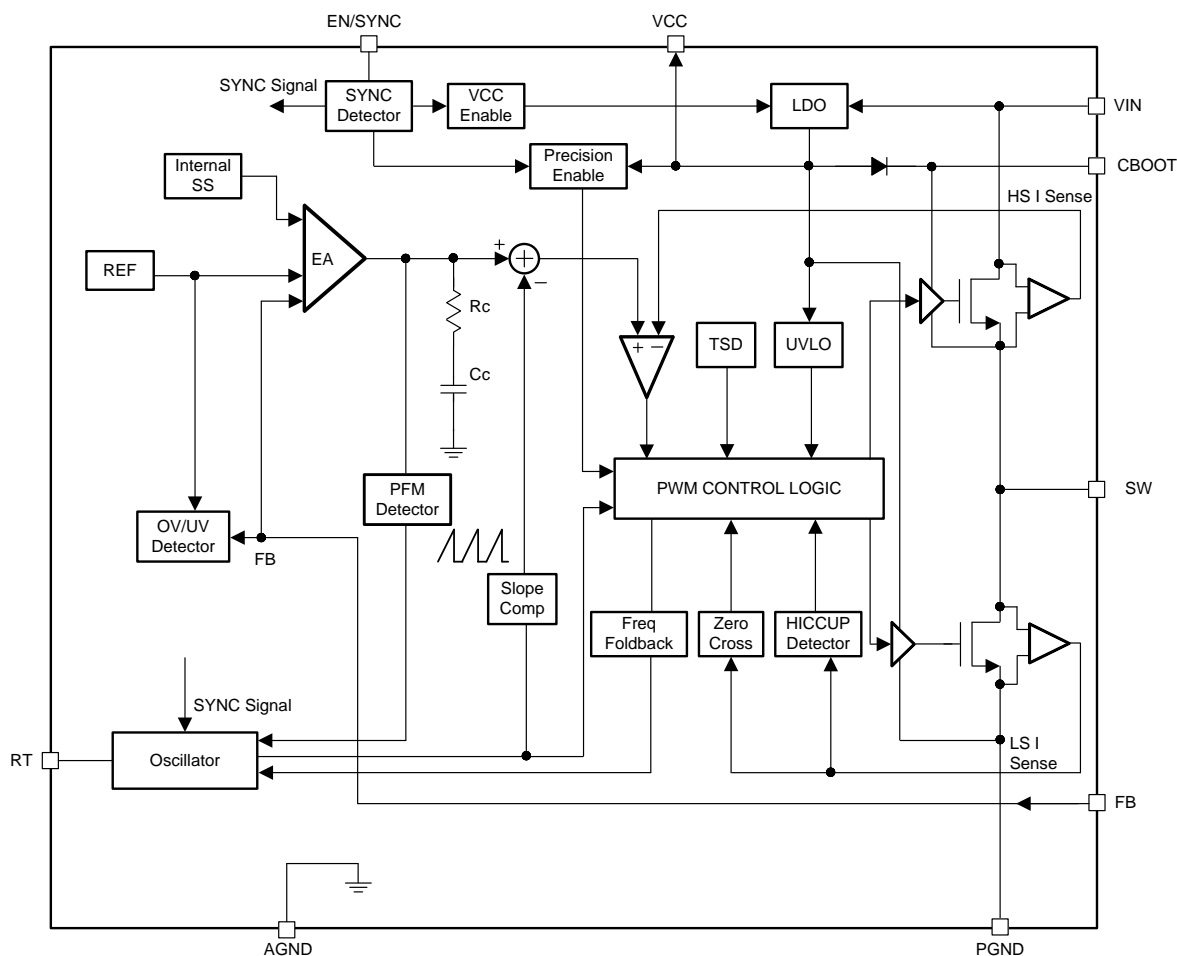 EN/SYNC
VCC
SYNC Signal
SYNC
Detector
VCC
Enable
LDO
VIN
Internal
SS
Precision
Enable
CBOOT
HS I Sense
REF
EA
+
+
−
Rc
+ −
TSD
UVLO
Cc
PFM
Detector
PWM CONTROL LOGIC
SW
OV/UV
Detector
FB
Slope
Comp
Freq
Foldback
Zero
Cross
HICCUP
Detector
SYNC Signal
RT
Oscillator
LS I
Sense
FB
AGND
PGND